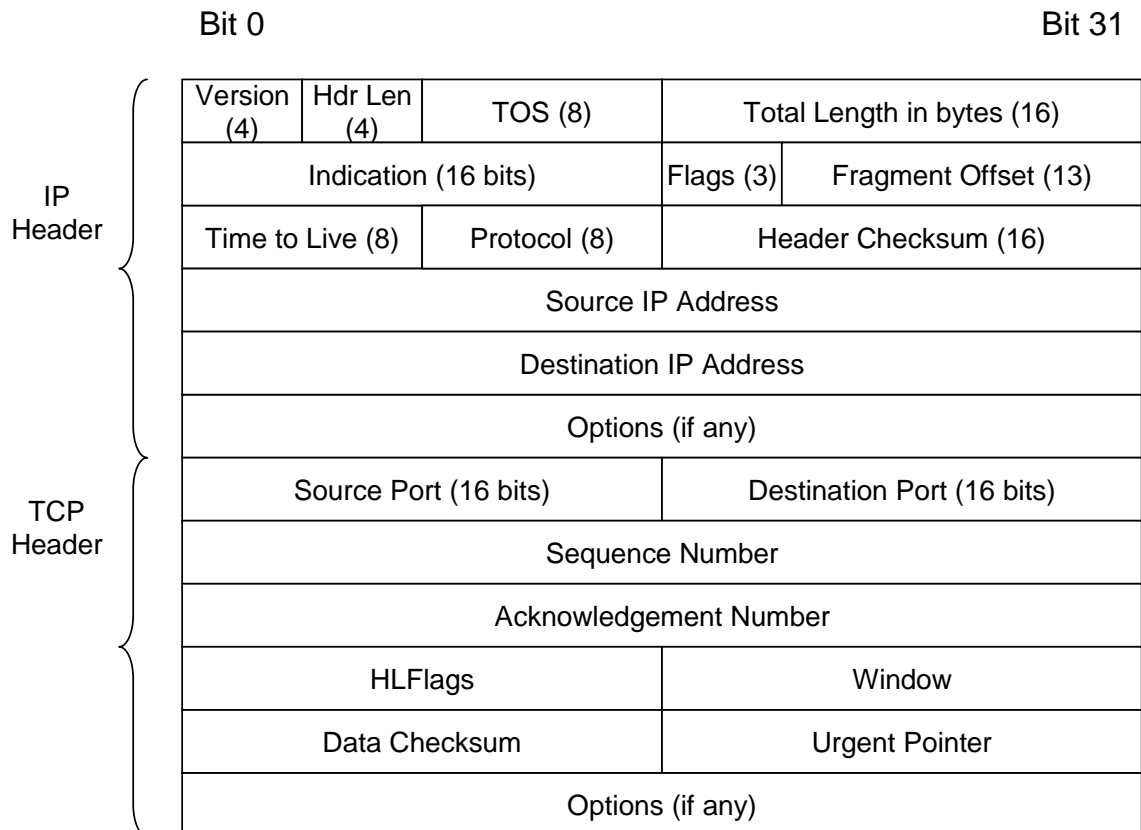 Bit 0
Bit 31
Version (4)
Hdr Len (4)
TOS (8)
Total Length in bytes (16)
Indication (16 bits)
Flags (3)
Fragment Offset (13)
IP Header
Time to Live (8)
Protocol (8)
Header Checksum (16)
Source IP Address
Destination IP Address
Options (if any)
Source Port (16 bits)
Destination Port (16 bits)
TCP Header
Sequence Number
Acknowledgement Number
HLFlags
Window
Data Checksum
Urgent Pointer
Options (if any)